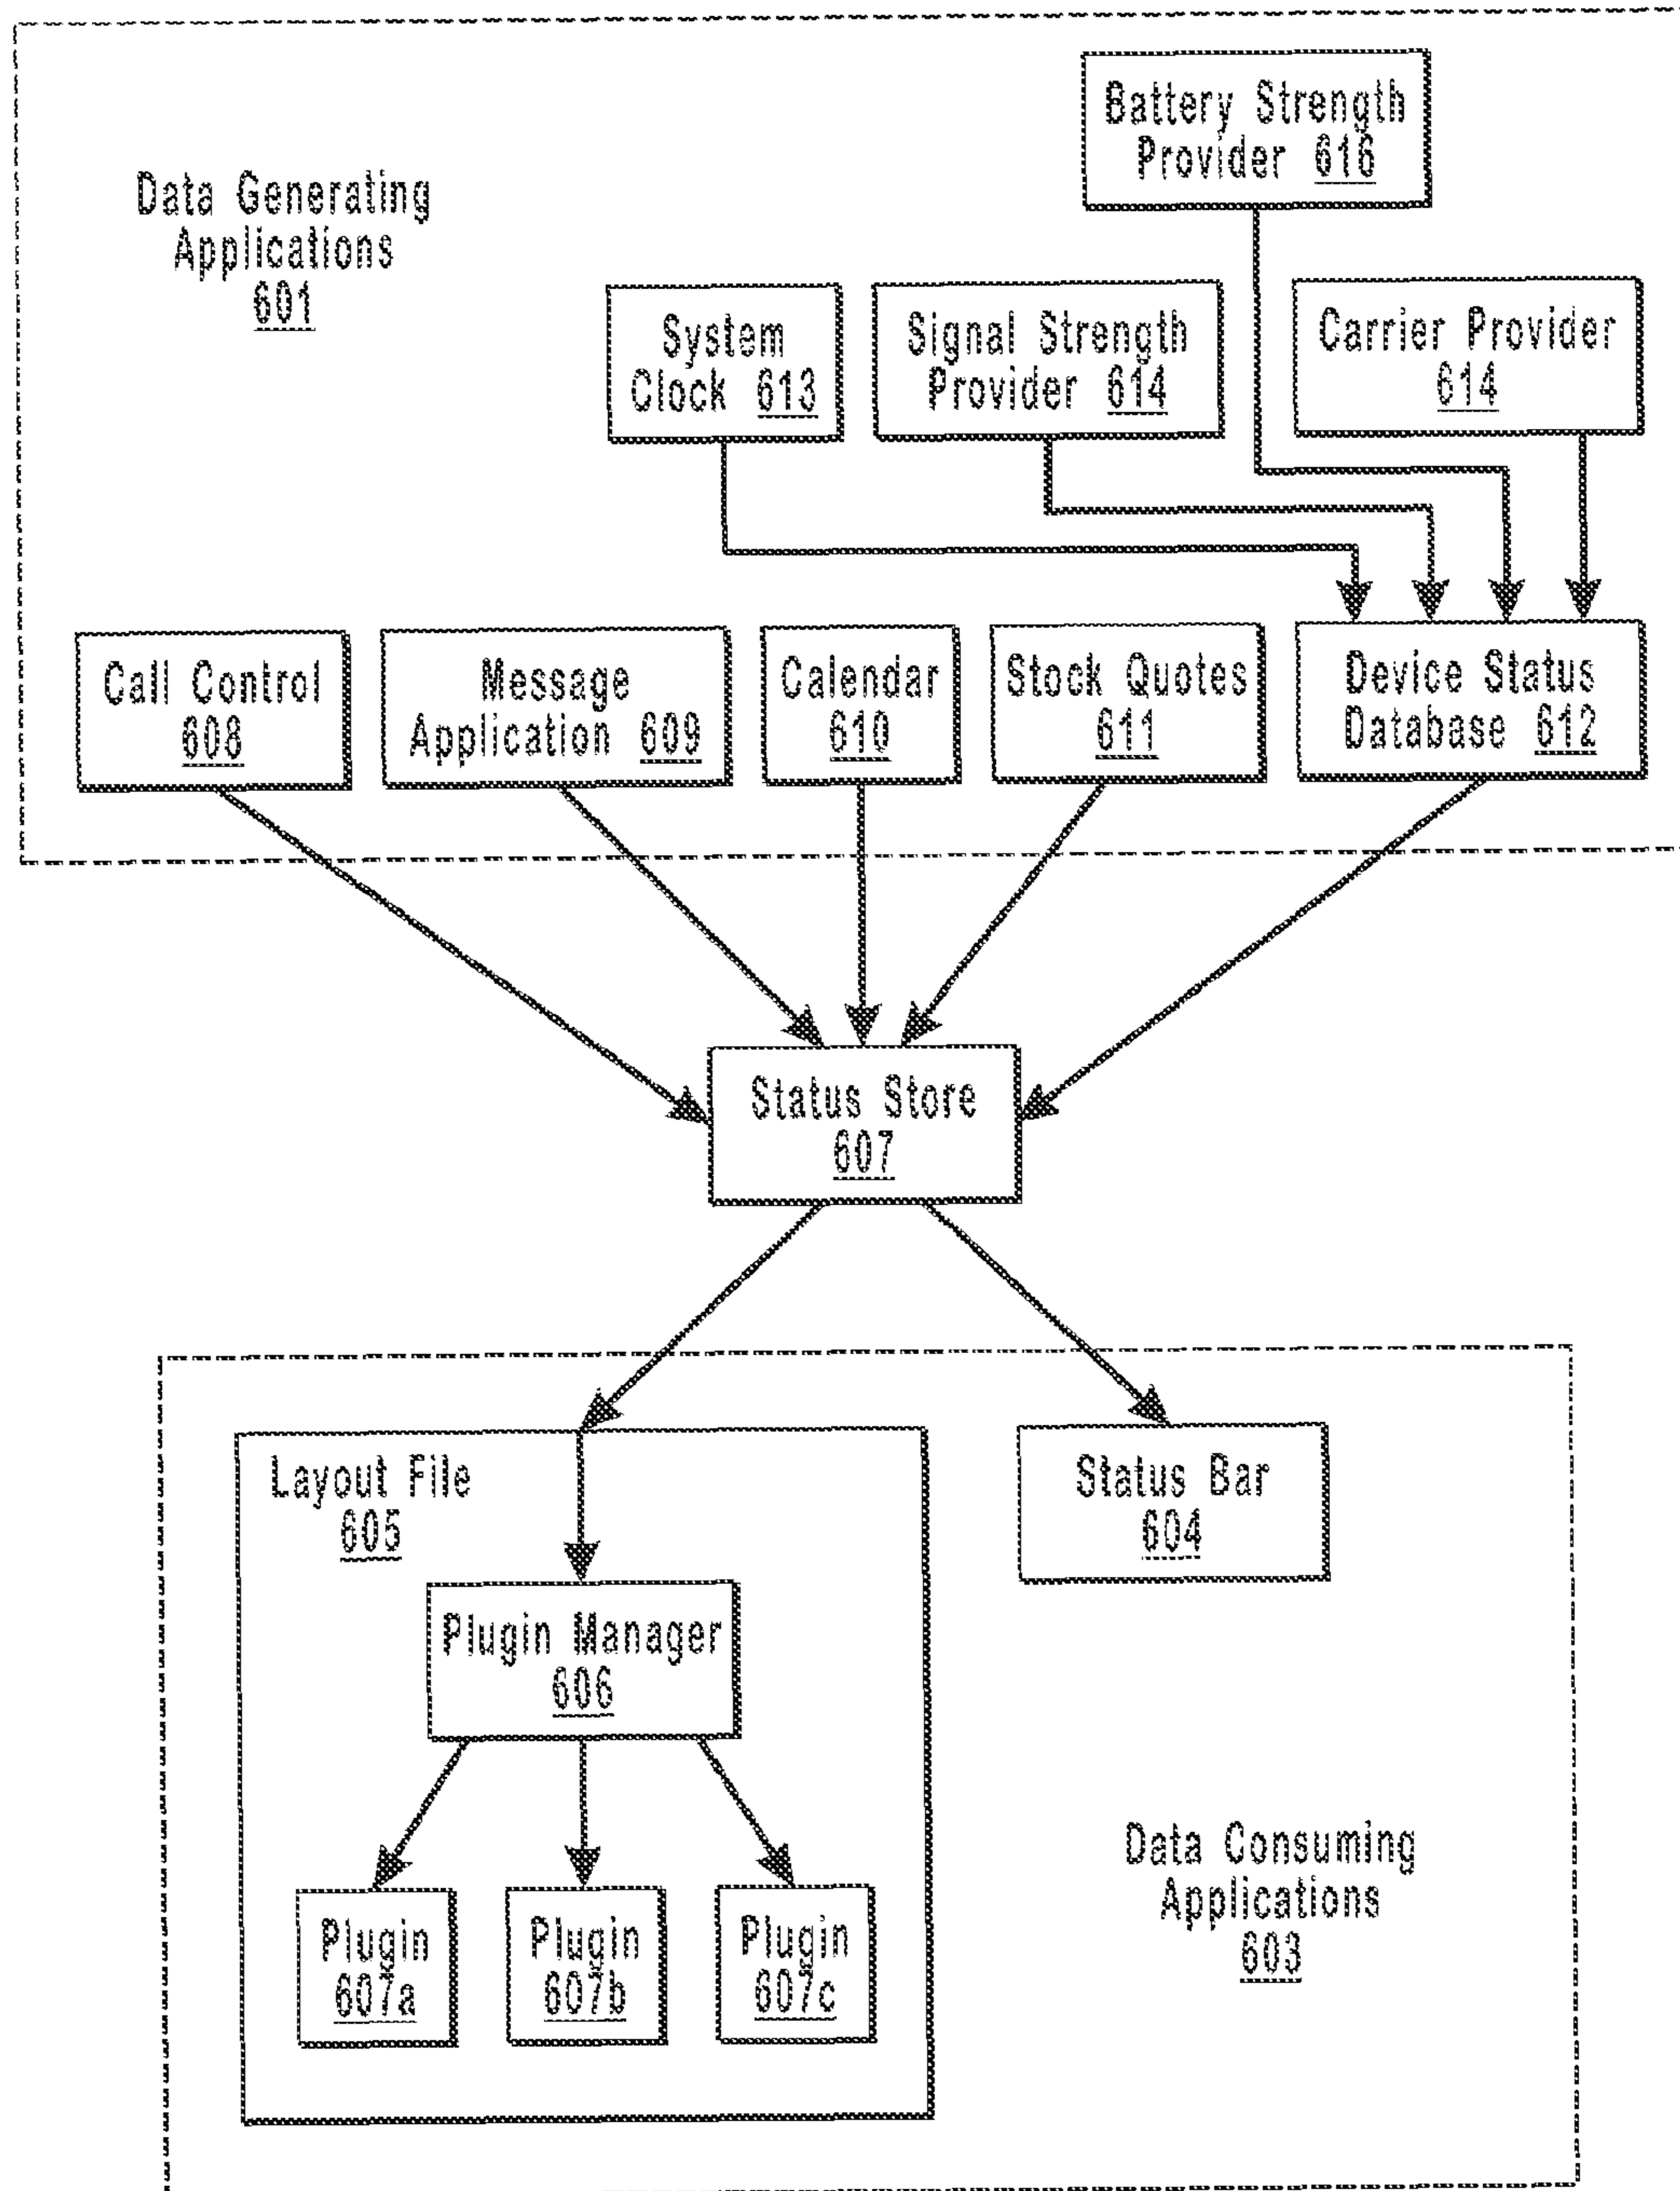 Battery Strength
Provider 616
Data Generating
Applications
601
System
Clock 613
Signal Strength
Provider 614
Carrier Provider
614
Call Control
608
Message
Application 609
Calendar
610
Stock Quotes
611
Device Status
Database 612
Status Store
607
Layout File
605
Status Bar
604
Plugin Manager
606
Data Consuming
Applications
603
Plugin
607a
Plugin
607b
Plugin
607c